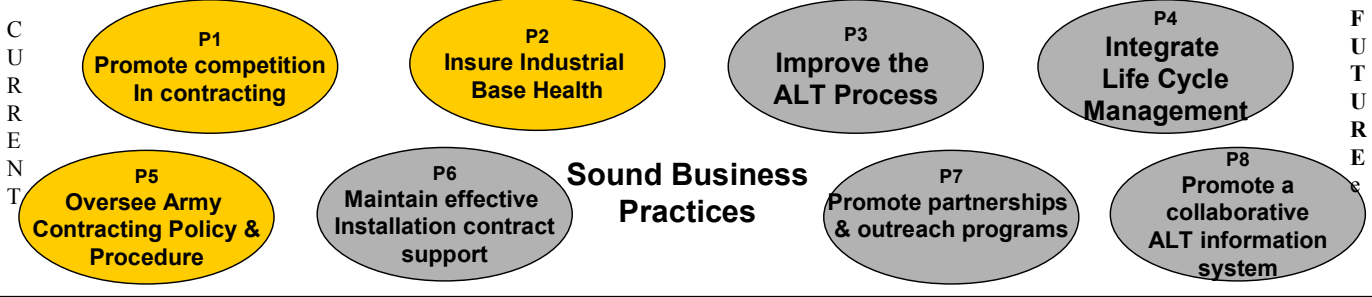 C
U
R
R
E
N
T
P1
Promote competition
In contracting
P2
Insure Industrial
Base Health
P3
Improve the
ALT Process
P4
Integrate
Life Cycle
Management
F
U
T
U
R
E
e
P5
Oversee Army
Contracting Policy &
Procedure
P6
Maintain effective
Installation contract
support
Sound Business
Practices
P7
Promote partnerships
& outreach programs
P8
Promote a
collaborative
ALT information
system